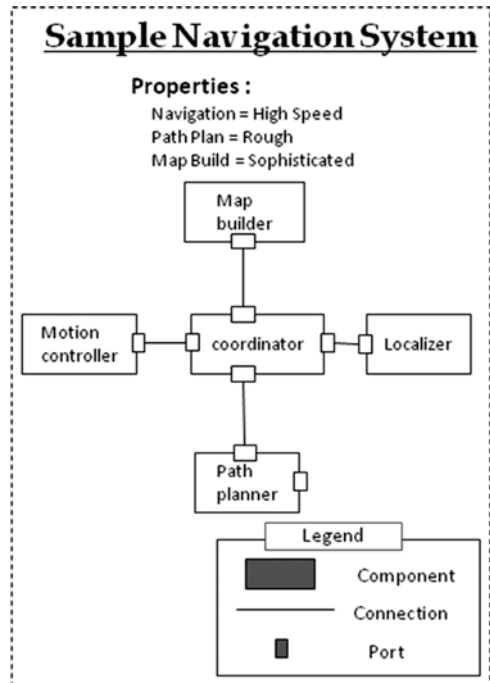 Sample Navigation System
Properties :
Navigation = High Speed
Path Plan = Rough
Map Build = Sophisticated
Map
builder
Motion
controller
coordinator
Localizer
Path
planner
Legend
Component
Connection
Port